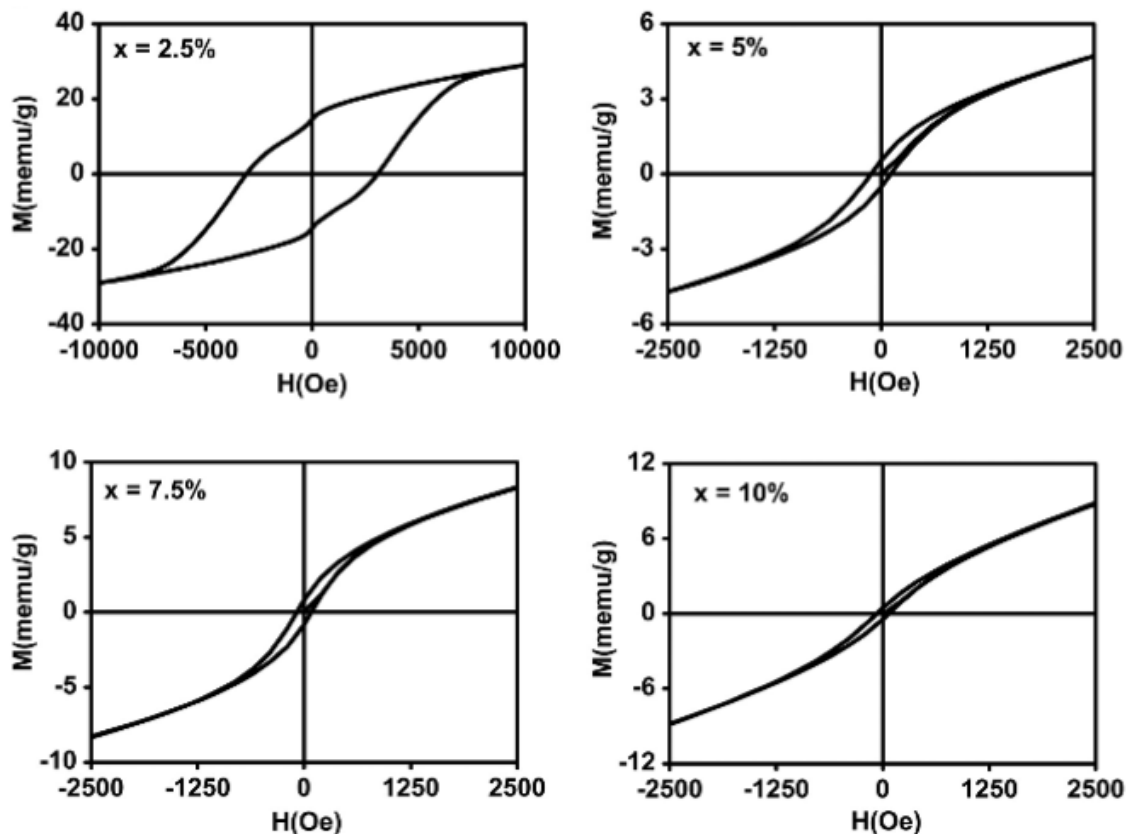 x = 2.5%
M(memu/g)
40
20
0
-20
-40
-10000 -5000 0 5000 10000
H(Oe)
x = 5%
M(memu/g)
6
3
0
-3
-6
-2500 -1250 0 1250 2500
H(Oe)
x = 7.5%
M(memu/g)
10
5
0
-5
-10
-2500 -1250 0 1250 2500
H(Oe)
x = 10%
M(memu/g)
12
6
0
-6
-12
-2500 -1250 0 1250 2500
H(Oe)